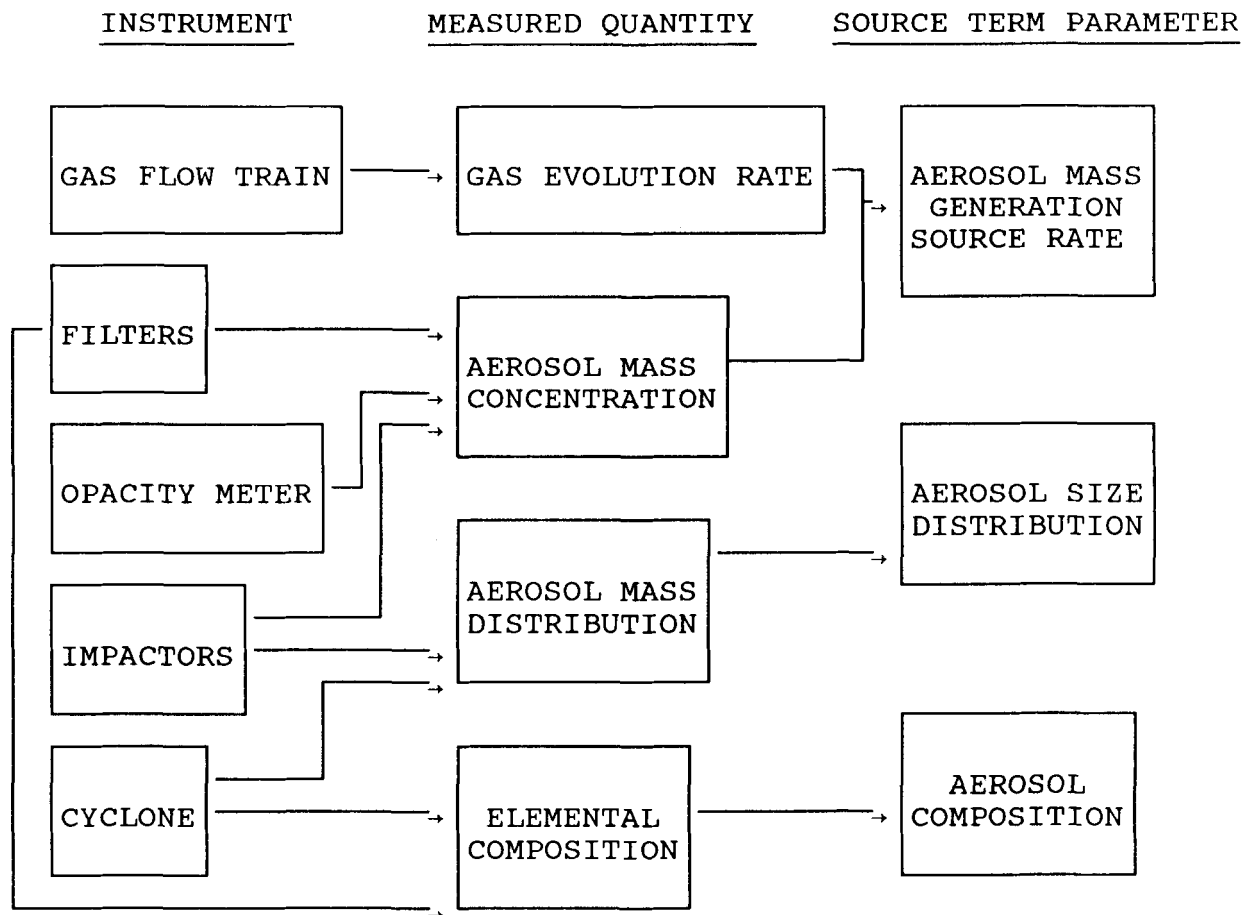 INSTRUMENT
MEASURED QUANTITY
SOURCE TERM PARAMETER
GAS FLOW TRAIN
GAS EVOLUTION RATE
AEROSOL MASS
GENERATION
SOURCE RATE
FILTERS
AEROSOL MASS
CONCENTRATION
OPACITY METER
AEROSOL SIZE
DISTRIBUTION
IMPACTORS
AEROSOL MASS
DISTRIBUTION
CYCLONE
ELEMENTAL
COMPOSITION
AEROSOL
COMPOSITION